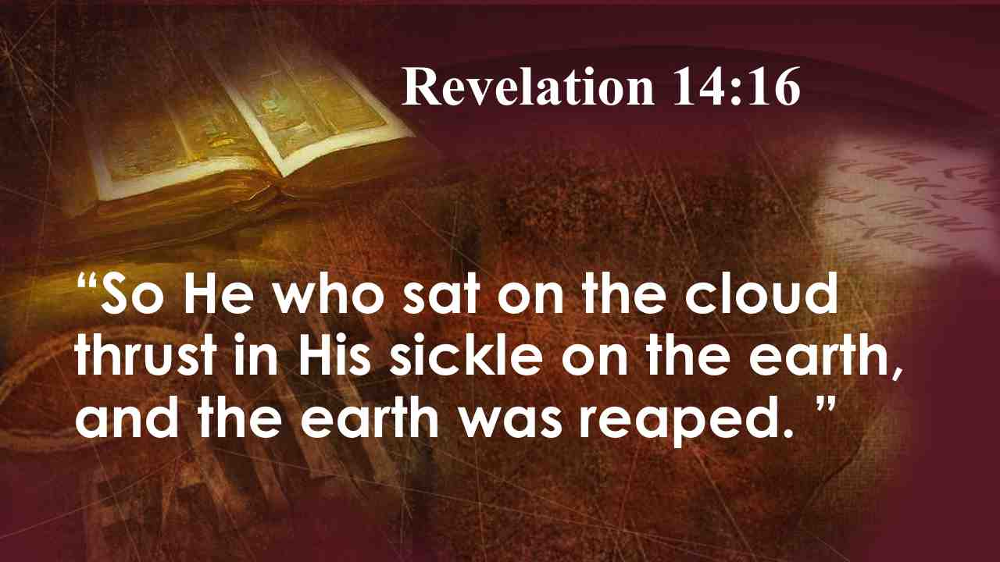 Revelation 14:16
“So He who sat on the cloud
thrust in His sickle on the earth,
and the earth was reaped. ”